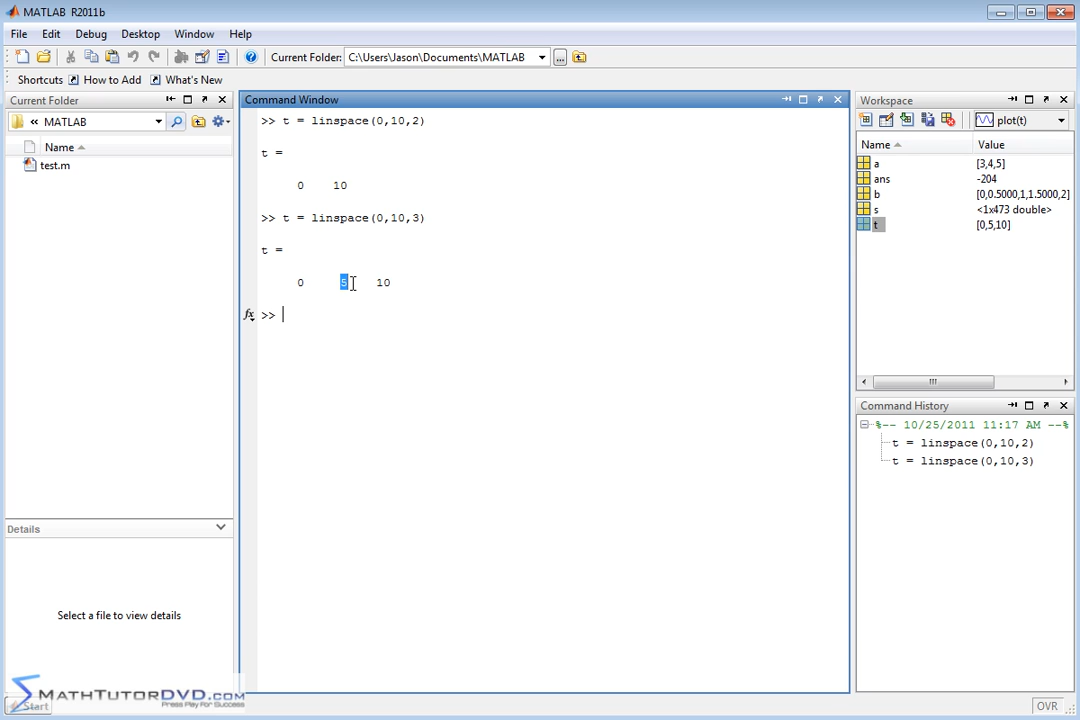 MATLAB R2011b
File Edit Debug Desktop Window Help
Current Folder: C:\Users\Jason\Documents\MATLAB ...
Shortcuts How to Add What's New
Current Folder
« MATLAB
Name
test.m
Details
Select a file to view details
Start
MATHTUTORDVD.COM
Press Play For Success
Command Window
>> t = linspace(0,10,2)
t =
0 10
>> t = linspace(0,10,3)
t =
0 5 10
fx >>
Workspace
plot(t)
Name Value
a [3,4,5]
ans -204
b [0,0.5000,1,1.5000,2]
s <1x473 double>
t [0,5,10]
Command History
%-- 10/25/2011 11:17 AM --%
t = linspace(0,10,2)
t = linspace(0,10,3)
OVR